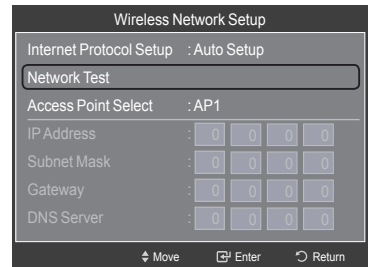 Wireless Network Setup
Internet Protocol Setup : Auto Setup
Network Test
Access Point Select : AP1
IP Address : 0 0 0 0
Subnet Mask : 0 0 0 0
Gateway : 0 0 0 0
DNS Server : 0 0 0 0
Move Enter Return